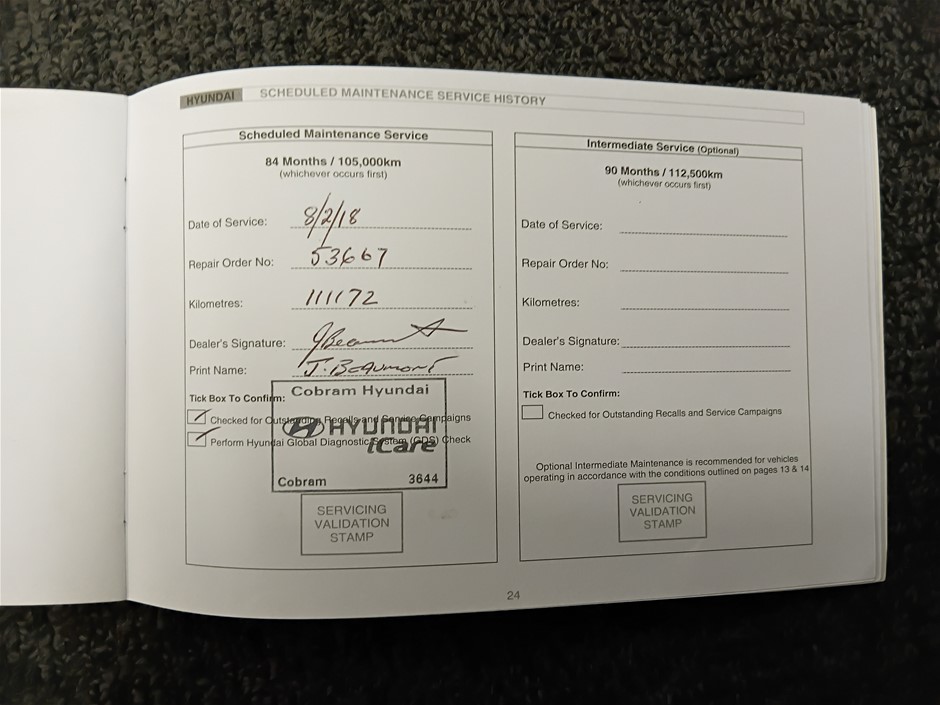 HYUNDAI SCHEDULED MAINTENANCE SERVICE HISTORY
Scheduled Maintenance Service
84 Months / 105,000km
(whichever occurs first)
Date of Service: 8/2/18
Repair Order No: 53667
Kilometres: 111172
Dealer's Signature: JBeaumont
Print Name: J. BEAUMONT
Tick Box To Confirm:
Checked for Outstanding Recalls and Service Campaigns
Perform Hyundai Global Diagnostic System (GDS) Check
Cobram Hyundai
HYUNDAI
iCare
Cobram 3644
SERVICING
VALIDATION
STAMP
Intermediate Service (Optional)
90 Months / 112,500km
(whichever occurs first)
Date of Service:
Repair Order No:
Kilometres:
Dealer's Signature:
Print Name:
Tick Box To Confirm:
Checked for Outstanding Recalls and Service Campaigns
Optional Intermediate Maintenance is recommended for vehicles
operating in accordance with the conditions outlined on pages 13 & 14
SERVICING
VALIDATION
STAMP
24